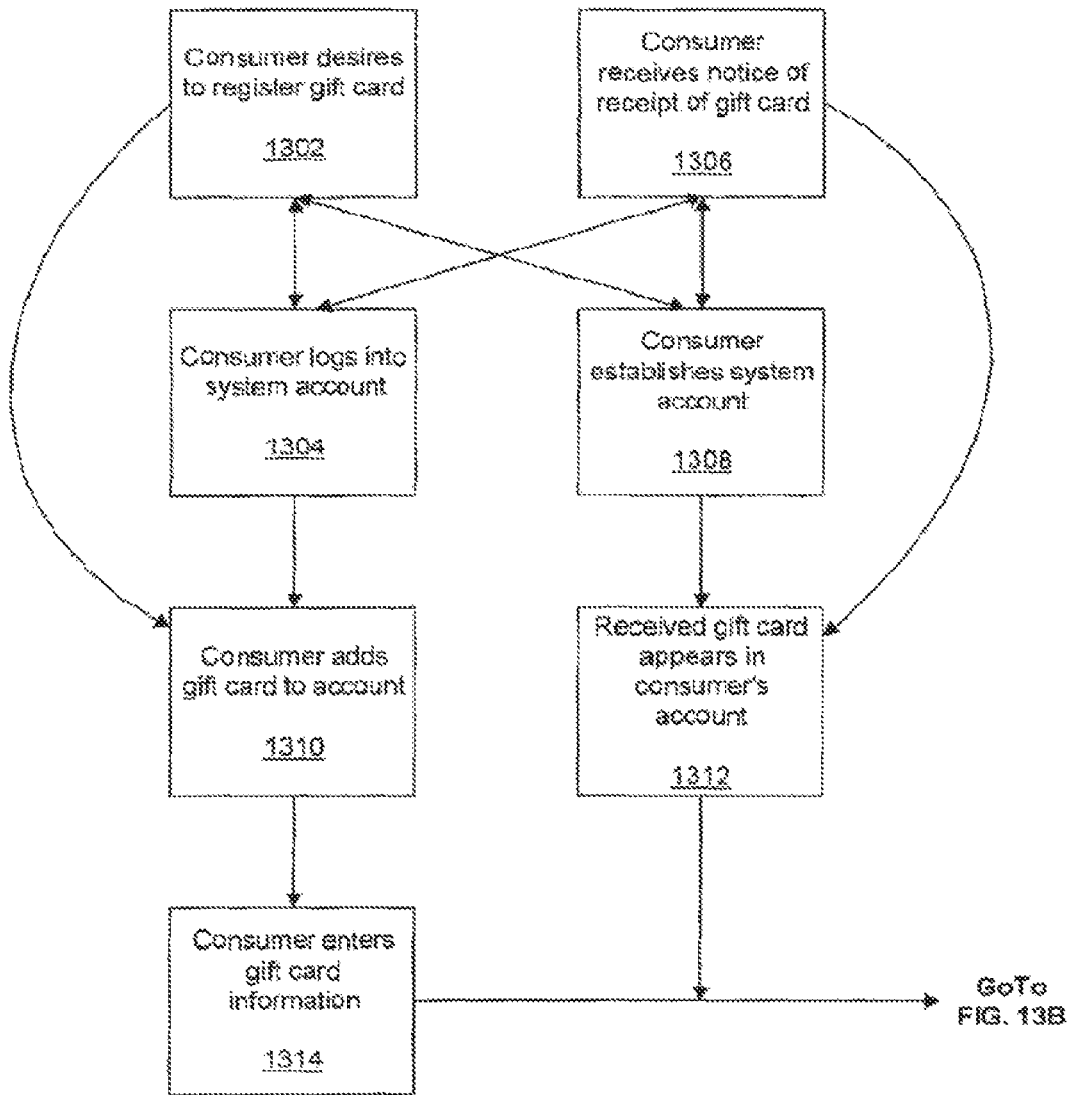 Consumer desires
to register gift card
1302
Consumer
receives notice of
receipt of gift card
1306
Consumer logs into
system account
1304
Consumer
establishes system
account
1308
Consumer adds
gift card to account
1310
Received gift card
appears in
consumer's
account
1312
Consumer enters
gift card
information
1314
GoTo
FIG. 13B